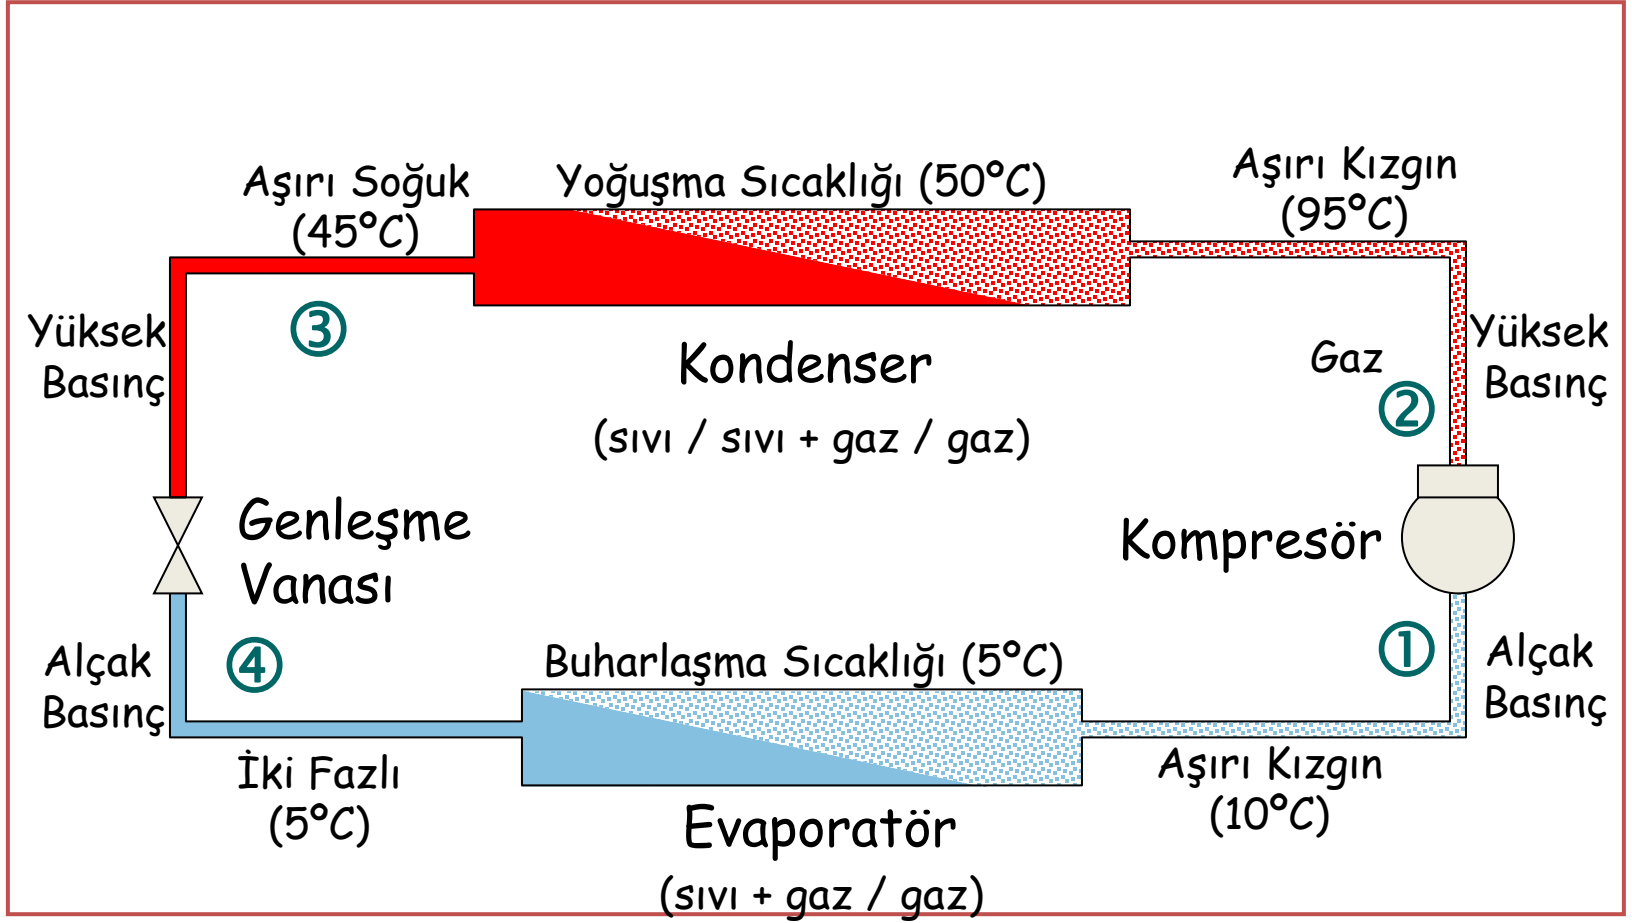 Aşırı Soğuk
(45°C)
Yoğuşma Sıcaklığı (50°C)
Aşırı Kızgın
(95°C)
Yüksek
Basınç
3
Kondenser
(sıvı / sıvı + gaz / gaz)
Gaz
2
Yüksek
Basınç
Genleşme
Vanası
Kompresör
Alçak
Basınç
4
Buharlaşma Sıcaklığı (5°C)
1
Alçak
Basınç
İki Fazlı
(5°C)
Evaporatör
(sıvı + gaz / gaz)
Aşırı Kızgın
(10°C)